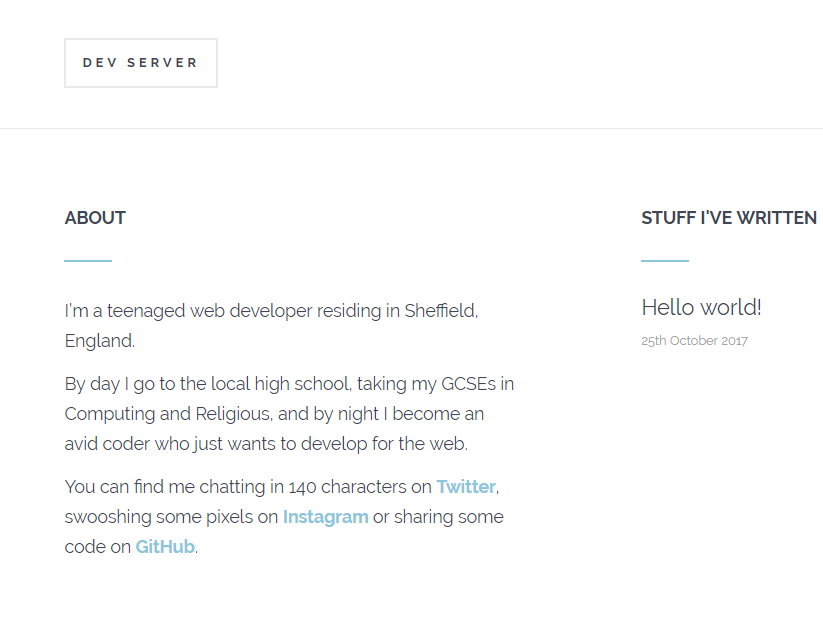 DEV SERVER
ABOUT
I'm a teenaged web developer residing in Sheffield,
England.
By day I go to the local high school, taking my GCSEs in
Computing and Religious, and by night I become an
avid coder who just wants to develop for the web.
You can find me chatting in 140 characters on Twitter,
swooshing some pixels on Instagram or sharing some
code on GitHub.
STUFF I'VE WRITTEN
Hello world!
25th October 2017